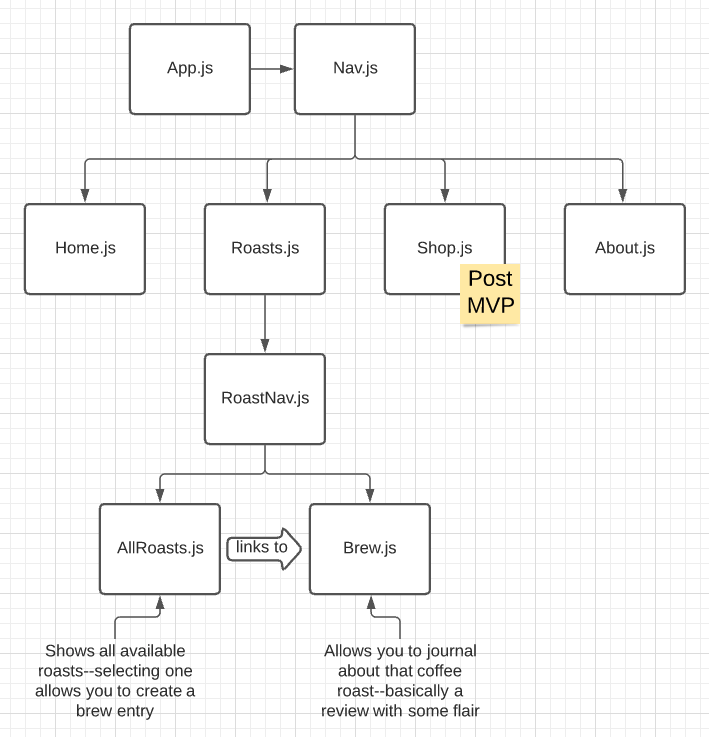 App.js
Nav.js
Home.js
Roasts.js
Shop.js
About.js
Post
MVP
RoastNav.js
AllRoasts.js
links to
Brew.js
Shows all available
roasts--selecting one
allows you to create a
brew entry
Allows you to journal
about that coffee
roast--basically a
review with some flair